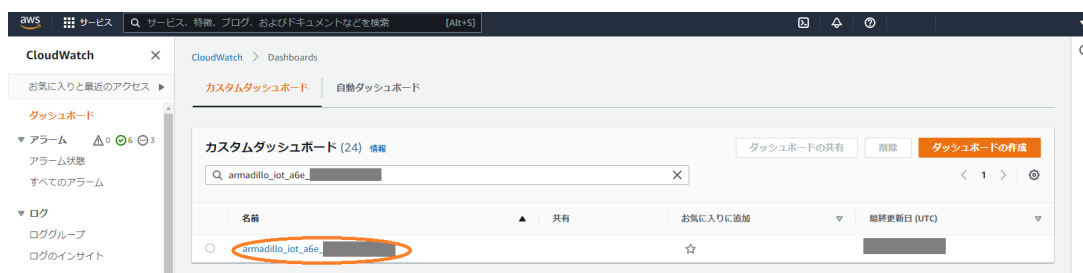 aws サービス サービス、特徴、ブログ、およびドキュメントなどを検索 [Alt+S]
CloudWatch
お気に入りと最近のアクセス
ダッシュボード
アラーム 0 6 3
アラーム状態
すべてのアラーム
ログ
ロググループ
ログのインサイト
CloudWatch > Dashboards
カスタムダッシュボード 自動ダッシュボード
カスタムダッシュボード (24) 情報 ダッシュボードの共有 削除 ダッシュボードの作成
armadillo_iot_a6e_
< 1 >
名前 共有 お気に入りに追加 最終更新日 (UTC)
armadillo_iot_a6e_